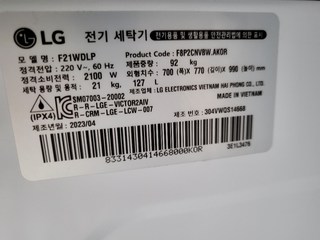 LG 전기 세탁기
전기용품 및 생활용품 안전관리법에 의한 표시
모 델 명 : F21WDLP
Product Code : F8P2CNVBW.AKOR
정격전압 : 220 V~, 60 Hz
제품중량 : 92 kg
정격소비전력 : 2100 W
외형치수 : 700 (폭) X 770 (깊이) X 990 (높이) mm
세탁 용량 : 21 kg, 127 L
제조자 : LG ELECTRONICS VIETNAM HAI PHONG CO., LTD.
SM07003-20002
R-R-LGE-VICTOR2AIV
R-CRM-LGE-LCW-007
(IPX4)
MADE IN VIETNAM
제조번호 : 304VWGS14668
제조년월 : 2023/04
3E1L3476
8331430414668000KOR